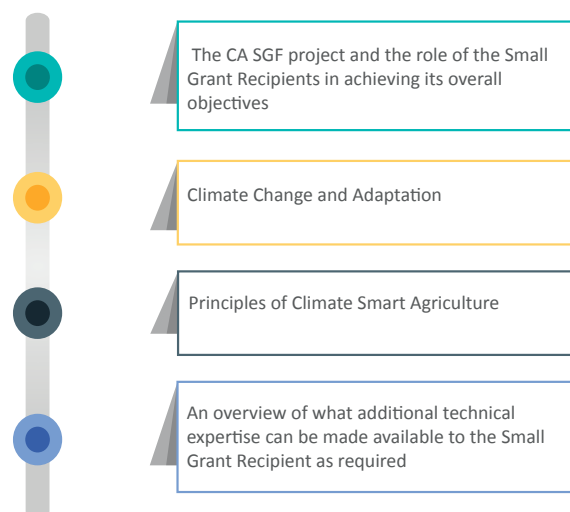 The CA SGF project and the role of the Small
Grant Recipients in achieving its overall
objectives
Climate Change and Adaptation
Principles of Climate Smart Agriculture
An overview of what additional technical
expertise can be made available to the Small
Grant Recipient as required